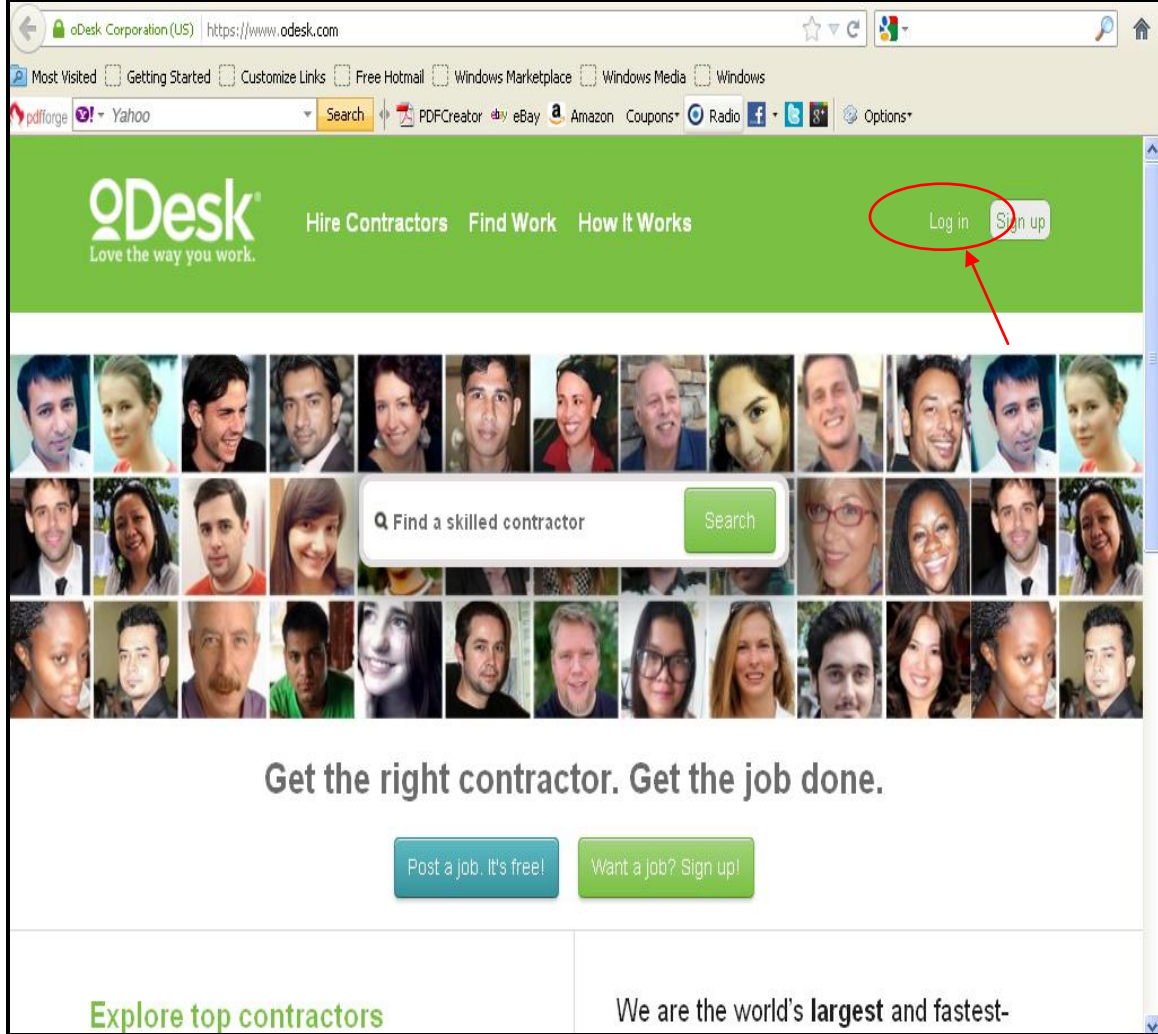 oDesk Corporation (US) https://www.odesk.com
Most Visited Getting Started Customize Links Free Hotmail Windows Marketplace Windows Media Windows
pdfforge Y! Yahoo Search PDFCreator ebay eBay a Amazon Coupons Radio f g+ Options
oDesk® Hire Contractors Find Work How It Works Log in Sign up
Love the way you work.
Find a skilled contractor Search
Get the right contractor. Get the job done.
Post a job. It's free! Want a job? Sign up!
Explore top contractors We are the world's largest and fastest-